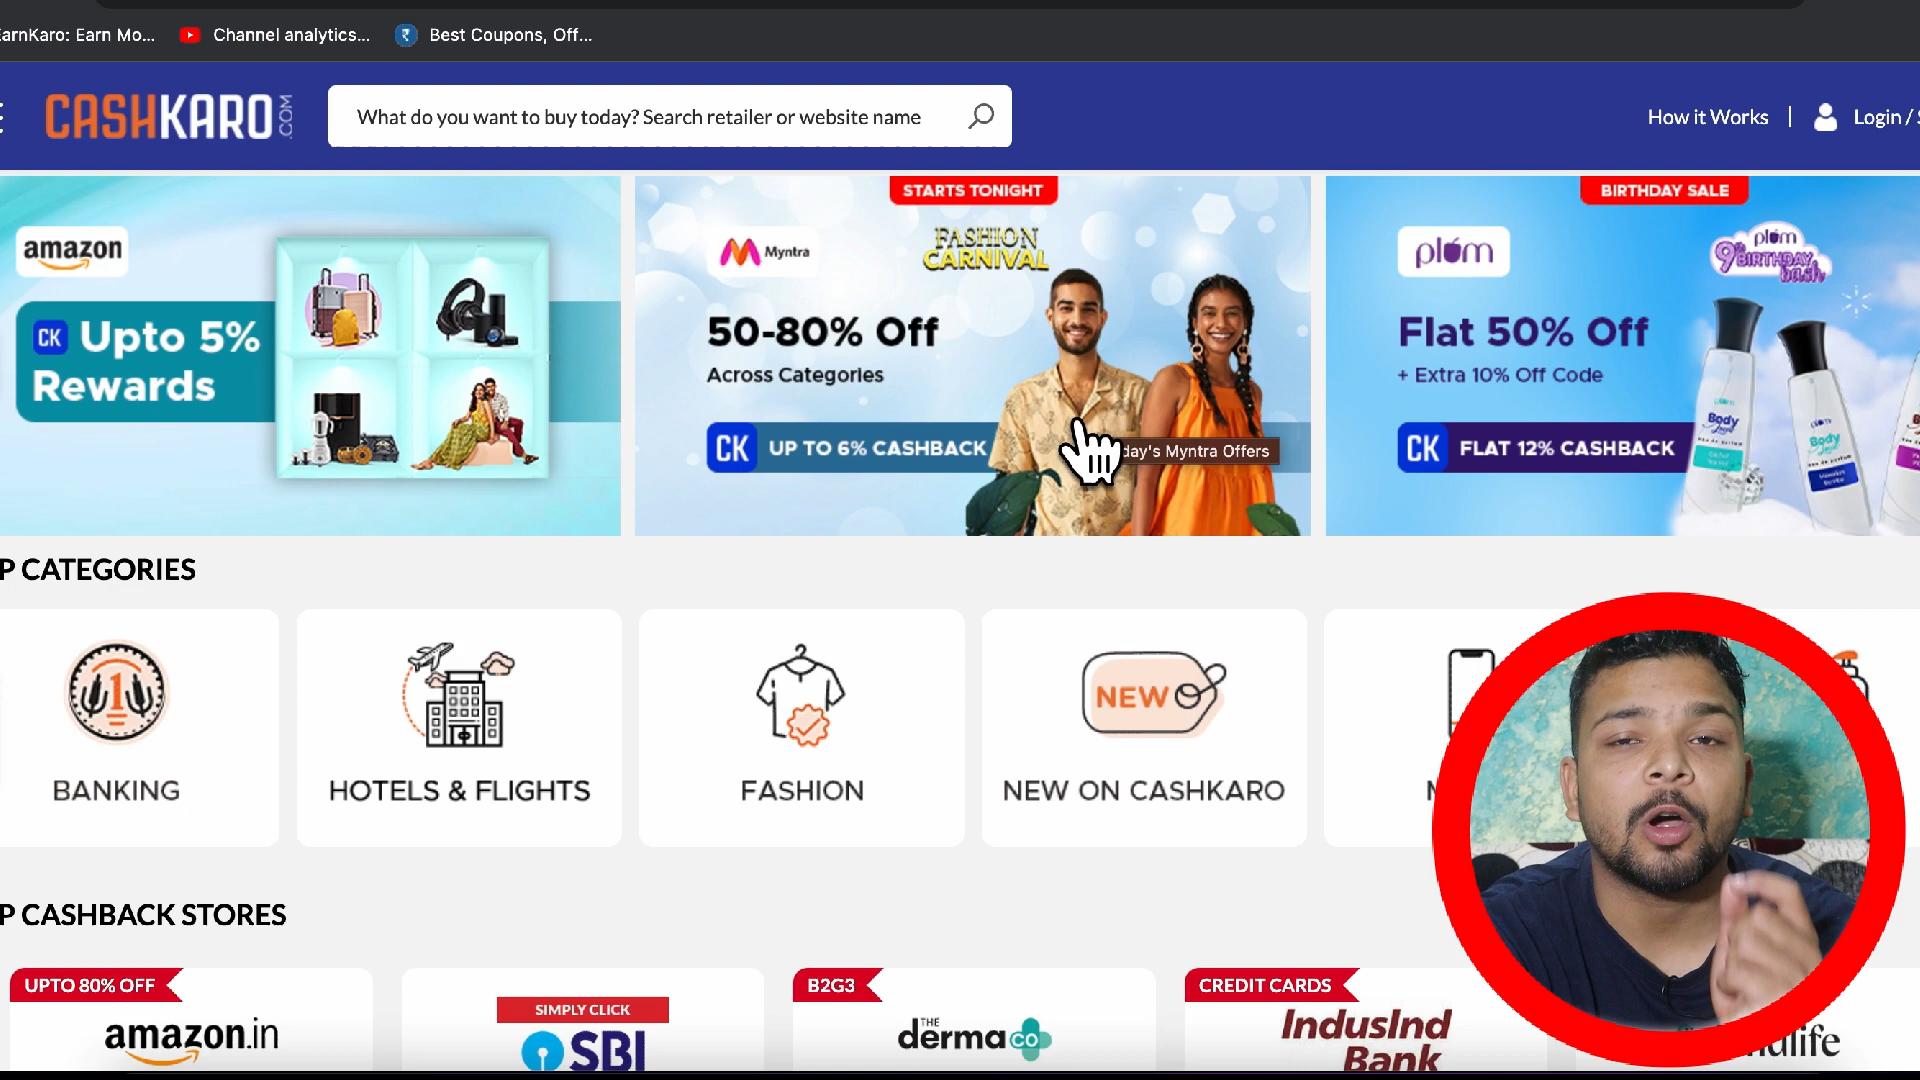 EarnKaro: Earn Mo...
Channel analytics...
Best Coupons, Off...
CASHKARO.COM
What do you want to buy today? Search retailer or website name
How it Works
Login /
amazon
CK Upto 5%
Rewards
STARTS TONIGHT
Myntra
FASHION
CARNIVAL
50-80% Off
Across Categories
CK UP TO 6% CASHBACK
day's Myntra Offers
BIRTHDAY SALE
plum
plum
9th BIRTHDAY
bash
Flat 50% Off
+ Extra 10% Off Code
CK FLAT 12% CASHBACK
Body
Lovin'
Body
Lovin'
P CATEGORIES
1
BANKING
HOTELS & FLIGHTS
FASHION
NEW
NEW ON CASHKARO
P CASHBACK STORES
UPTO 80% OFF
amazon.in
SIMPLY CLICK
SBI
B2G3
THE
derma co
CREDIT CARDS
IndusInd
Bank